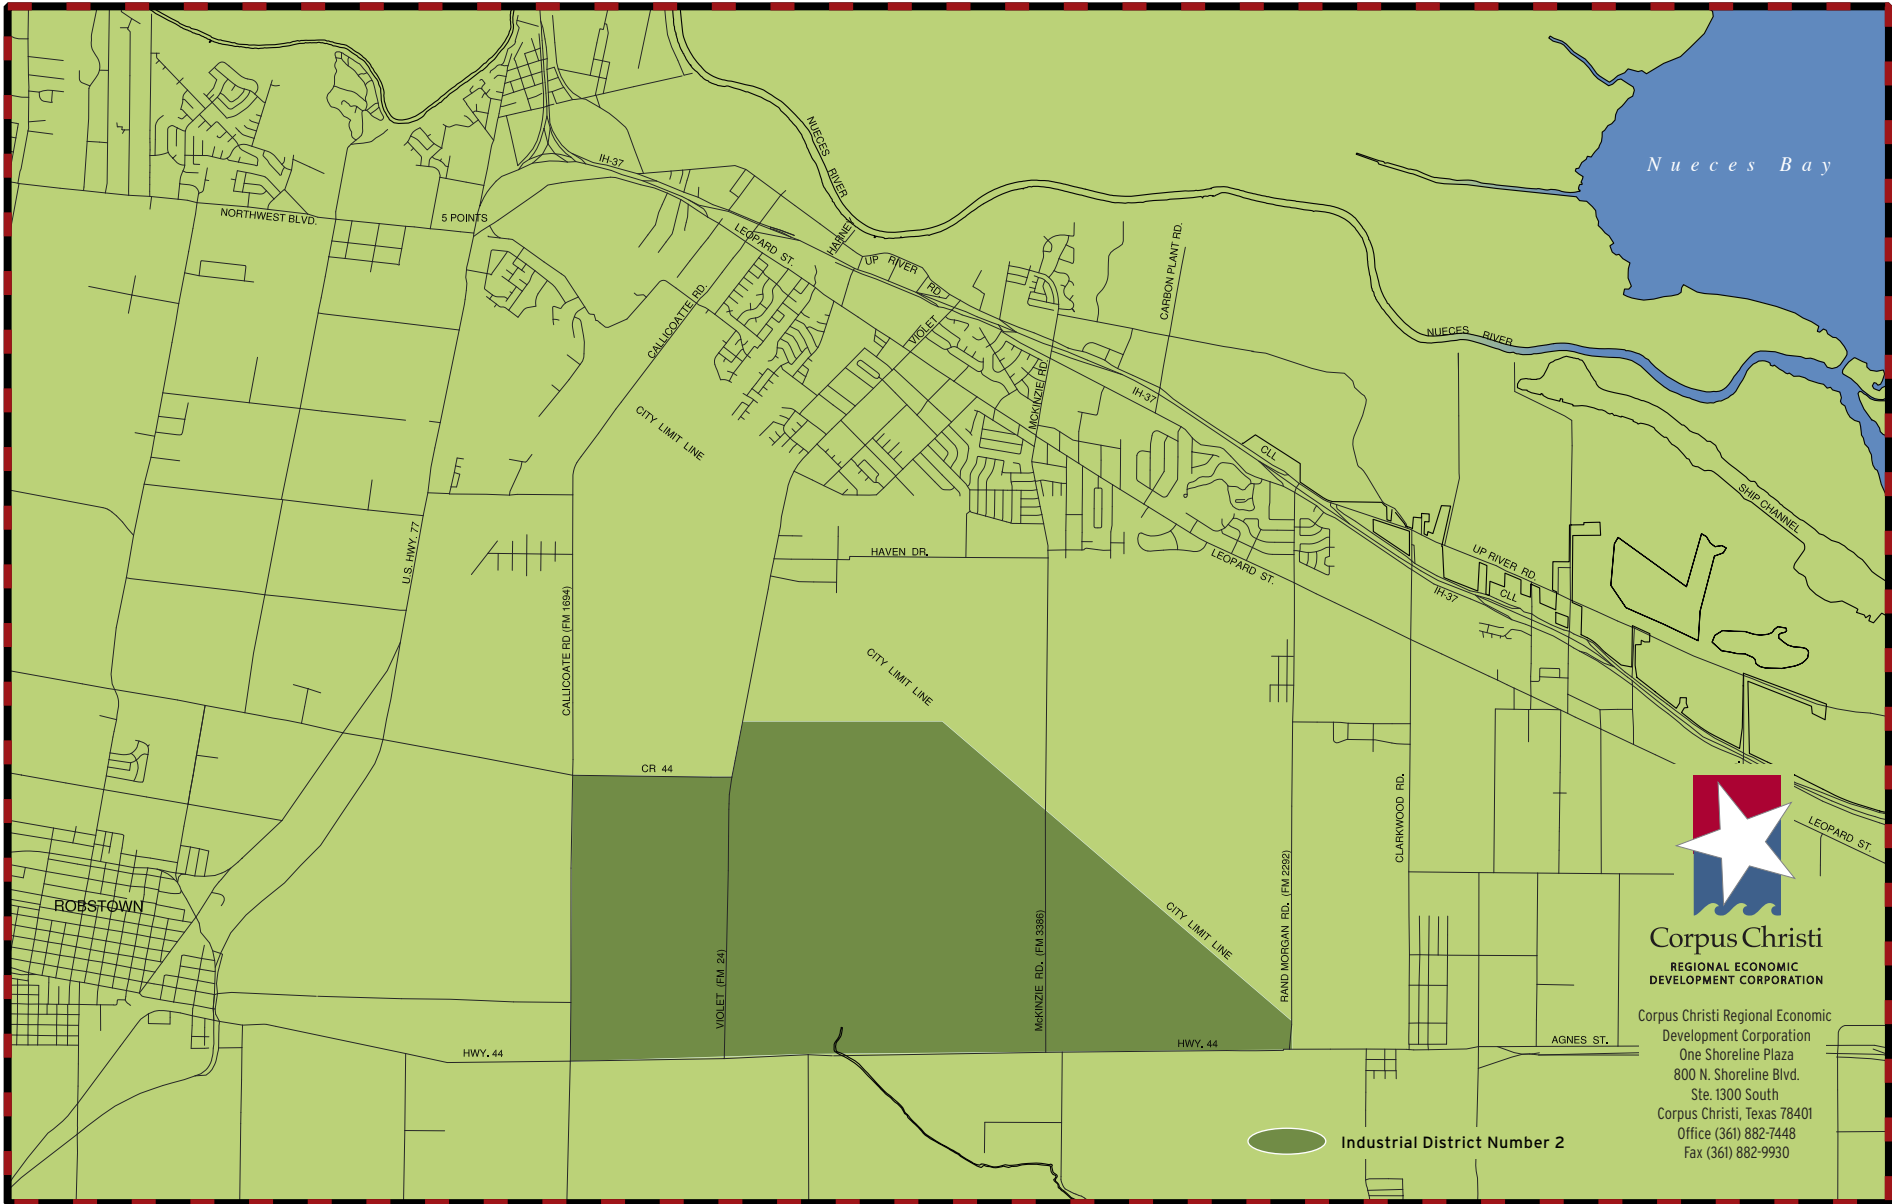 Nueces Bay
NUECES RIVER
IH-37
NORTHWEST BLVD.
5 POINTS
LEOPARD ST.
HARNEY
UP RIVER RD.
CARBON PLANT RD.
CALLICOATTE RD.
VIOLET
NUECES RIVER
MCKINZIE RD.
IH-37
CITY LIMIT LINE
CLL
SHIP CHANNEL
U.S. HWY. 77
HAVEN DR.
LEOPARD ST.
UP RIVER RD.
IH-37
CLL
CALLICOATE RD (FM 1694)
CITY LIMIT LINE
CR 44
CLARKWOOD RD.
LEOPARD ST.
ROBSTOWN
VIOLET (FM 24)
McKINZIE RD. (FM 3386)
CITY LIMIT LINE
RAND MORGAN RD. (FM 2292)
HWY. 44
HWY. 44
AGNES ST.
Corpus Christi
REGIONAL ECONOMIC
DEVELOPMENT CORPORATION
Corpus Christi Regional Economic
Development Corporation
One Shoreline Plaza
800 N. Shoreline Blvd.
Ste. 1300 South
Corpus Christi, Texas 78401
Office (361) 882-7448
Fax (361) 882-9930
Industrial District Number 2